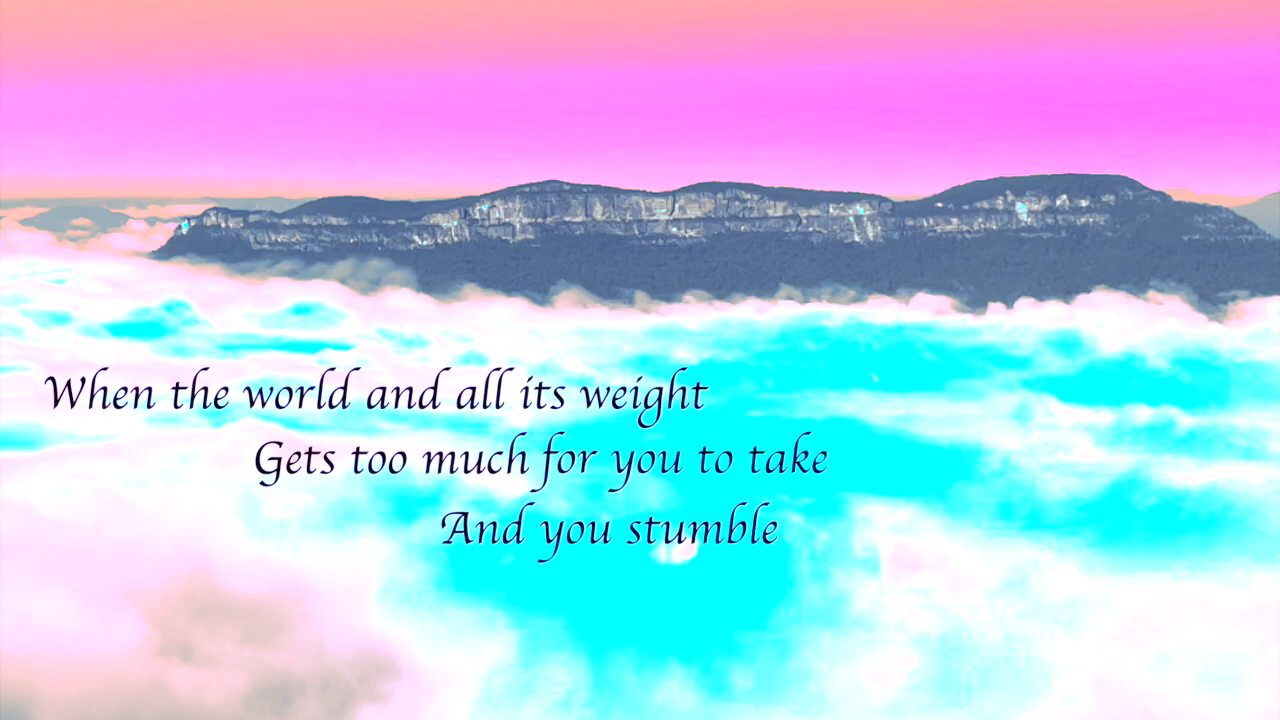 When the world and all its weight
Gets too much for you to take
And you stumble